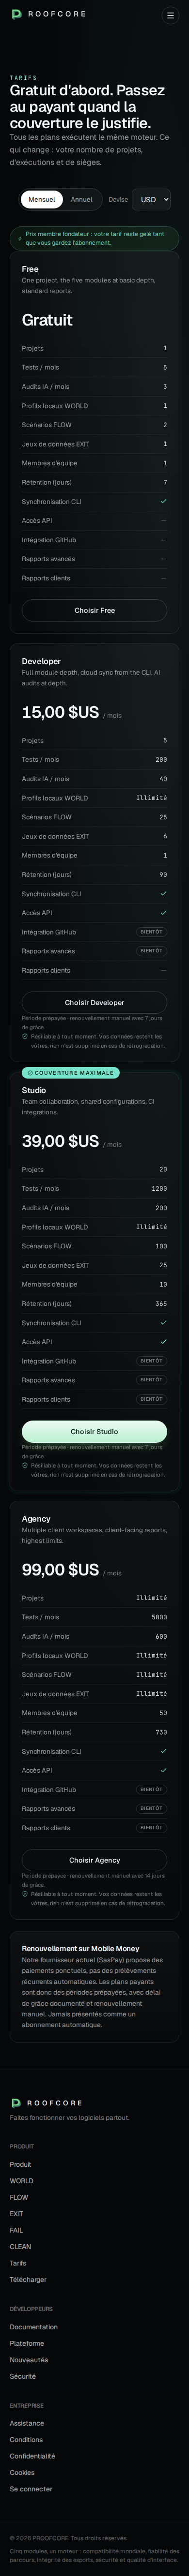 ROOFCORE
TARIFS
Gratuit d'abord. Passez
au payant quand la
couverture le justifie.
Tous les plans exécutent le même moteur. Ce
qui change : votre nombre de projets,
d'exécutions et de sièges.
Mensuel Annuel Devise USD
Prix membre fondateur : votre tarif reste gelé tant
que vous gardez l'abonnement.
Free
One project, the five modules at basic depth,
standard reports.
Gratuit
Projets 1
Tests / mois 5
Audits IA / mois 3
Profils locaux WORLD 1
Scénarios FLOW 2
Jeux de données EXIT 1
Membres d'équipe 1
Rétention (jours) 7
Synchronisation CLI ✓
Accès API —
Intégration GitHub —
Rapports avancés —
Rapports clients —
Choisir Free
Developer
Full module depth, cloud sync from the CLI, AI
audits at depth.
15,00 $US / mois
Projets 5
Tests / mois 200
Audits IA / mois 40
Profils locaux WORLD Illimité
Scénarios FLOW 25
Jeux de données EXIT 6
Membres d'équipe 1
Rétention (jours) 90
Synchronisation CLI ✓
Accès API ✓
Intégration GitHub BIENTÔT
Rapports avancés BIENTÔT
Rapports clients —
Choisir Developer
Période prépayée · renouvellement manuel avec 7 jours
de grâce.
Résiliable à tout moment. Vos données restent les
vôtres, rien n'est supprimé en cas de rétrogradation.
COUVERTURE MAXIMALE
Studio
Team collaboration, shared configurations, CI
integrations.
39,00 $US / mois
Projets 20
Tests / mois 1200
Audits IA / mois 200
Profils locaux WORLD Illimité
Scénarios FLOW 100
Jeux de données EXIT 25
Membres d'équipe 10
Rétention (jours) 365
Synchronisation CLI ✓
Accès API ✓
Intégration GitHub BIENTÔT
Rapports avancés BIENTÔT
Rapports clients BIENTÔT
Choisir Studio
Période prépayée · renouvellement manuel avec 7 jours
de grâce.
Résiliable à tout moment. Vos données restent les
vôtres, rien n'est supprimé en cas de rétrogradation.
Agency
Multiple client workspaces, client-facing reports,
highest limits.
99,00 $US / mois
Projets Illimité
Tests / mois 5000
Audits IA / mois 600
Profils locaux WORLD Illimité
Scénarios FLOW Illimité
Jeux de données EXIT Illimité
Membres d'équipe 50
Rétention (jours) 730
Synchronisation CLI ✓
Accès API ✓
Intégration GitHub BIENTÔT
Rapports avancés BIENTÔT
Rapports clients BIENTÔT
Choisir Agency
Période prépayée · renouvellement manuel avec 14 jours
de grâce.
Résiliable à tout moment. Vos données restent les
vôtres, rien n'est supprimé en cas de rétrogradation.
Renouvellement sur Mobile Money
Notre fournisseur actuel (SasPay) propose des
paiements ponctuels, pas des prélèvements
récurrents automatiques. Les plans payants
sont donc des périodes prépayées, avec délai
de grâce documenté et renouvellement
manuel. Jamais présentés comme un
abonnement automatique.
ROOFCORE
Faites fonctionner vos logiciels partout.
PRODUIT
Produit
WORLD
FLOW
EXIT
FAIL
CLEAN
Tarifs
Télécharger
DÉVELOPPEURS
Documentation
Plateforme
Nouveautés
Sécurité
ENTREPRISE
Assistance
Conditions
Confidentialité
Cookies
Se connecter
© 2026 PROOFCORE. Tous droits réservés.
Cinq modules, un moteur : compatibilité mondiale, fiabilité des
parcours, intégrité des exports, sécurité et qualité d'interface.